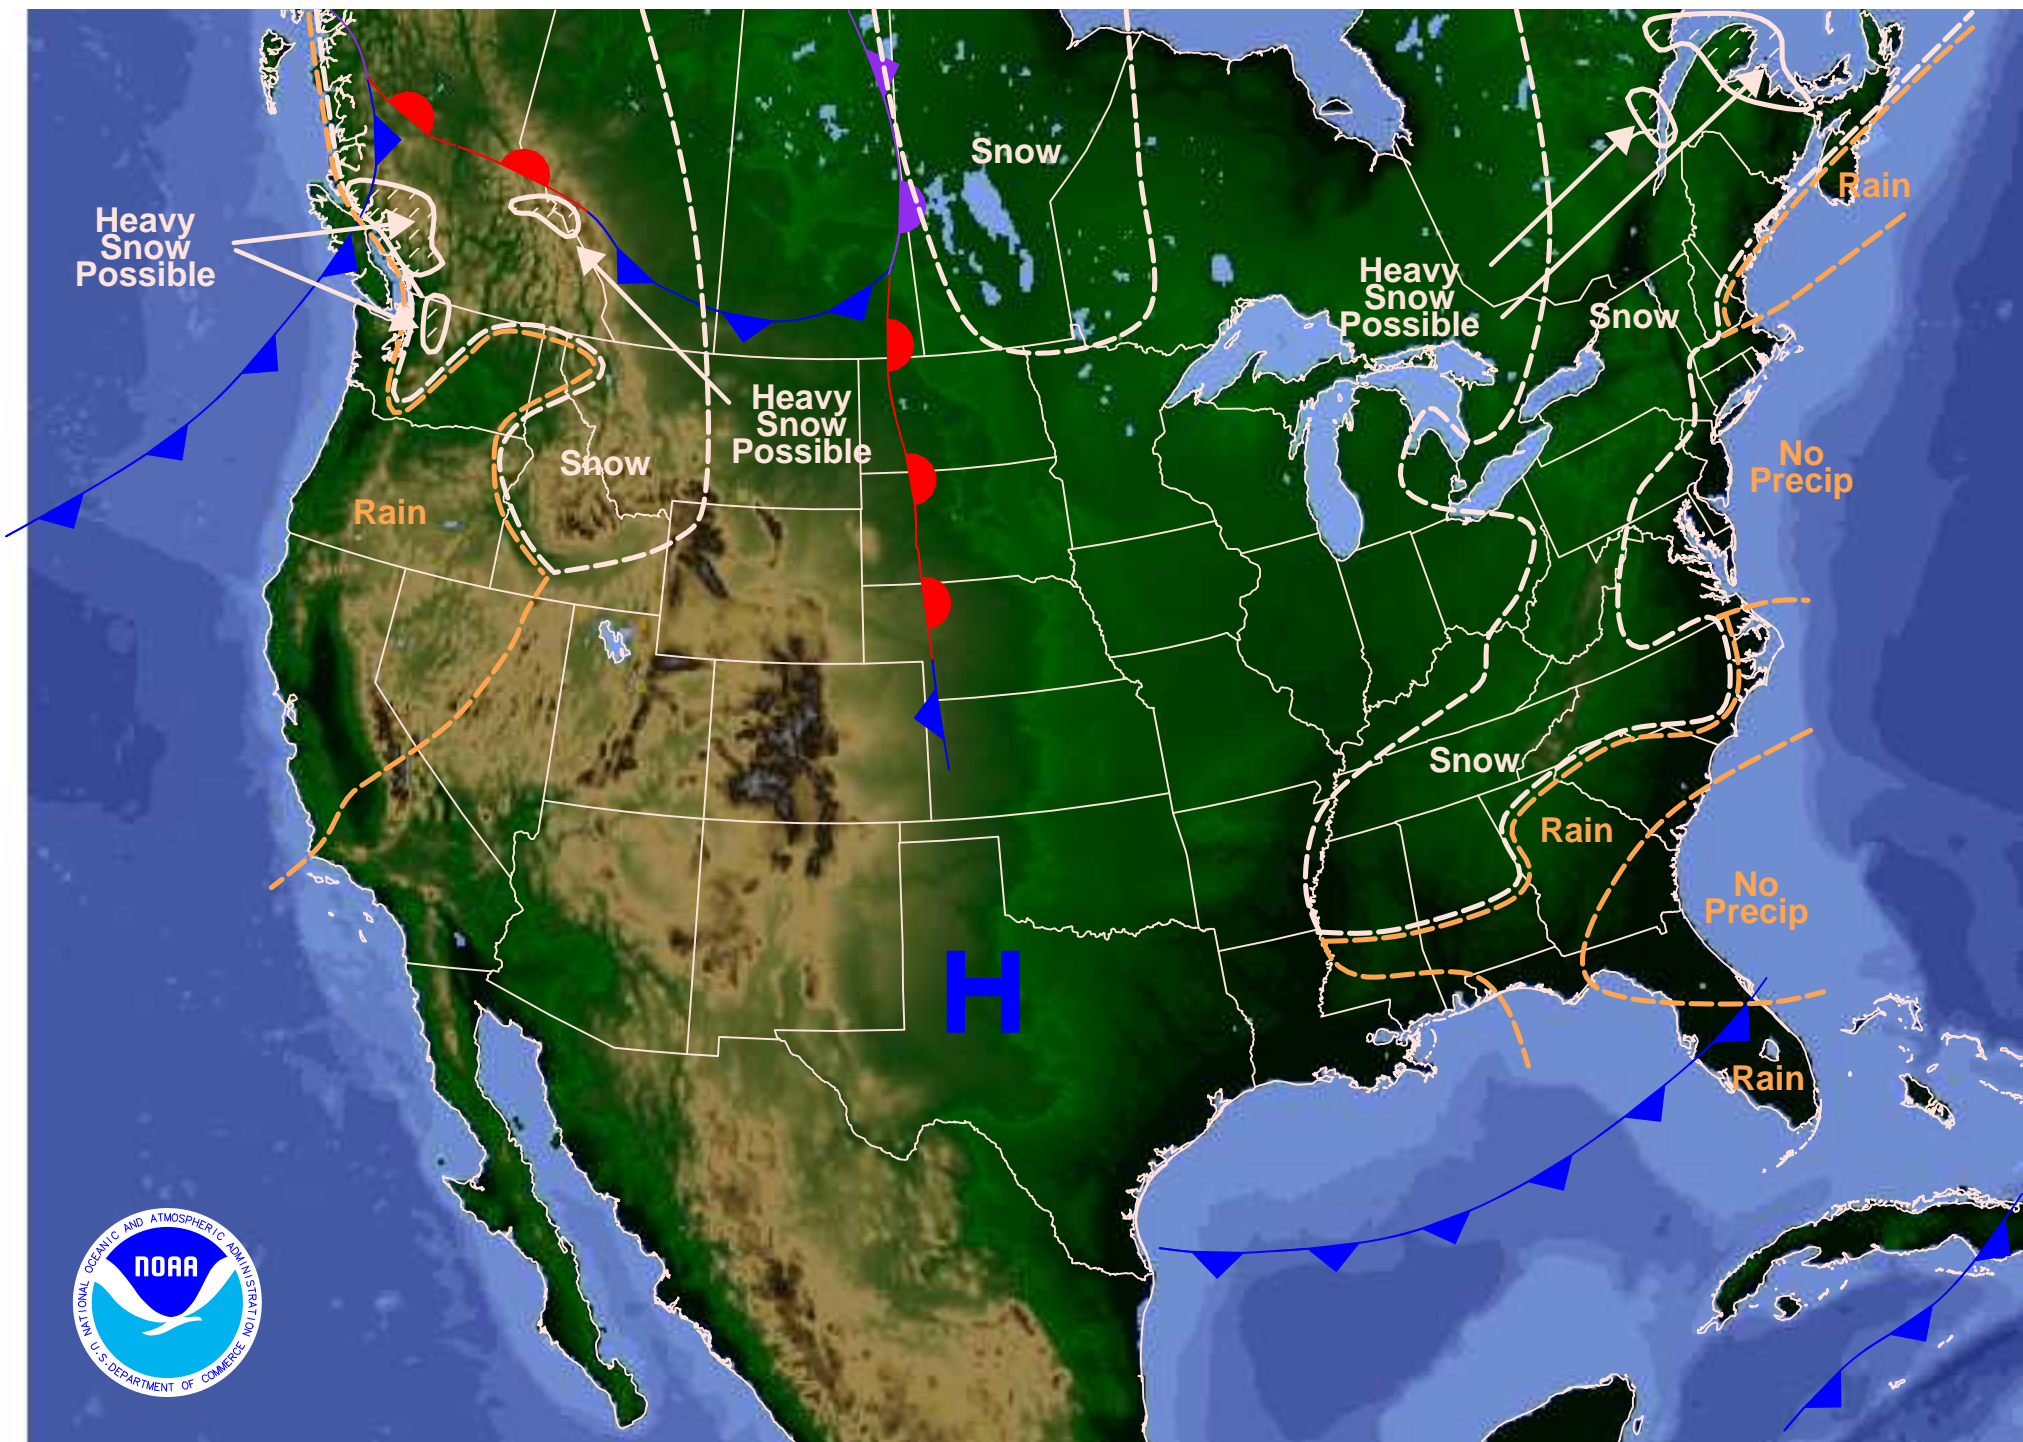 Snow
Rain
Heavy
Snow
Possible
Heavy
Snow
Possible
Snow
Heavy
Snow
Possible
Snow
Rain
No
Precip
Snow
Rain
No
Precip
H
Rain
NATIONAL OCEANIC AND ATMOSPHERIC ADMINISTRATION
NOAA
U.S. DEPARTMENT OF COMMERCE